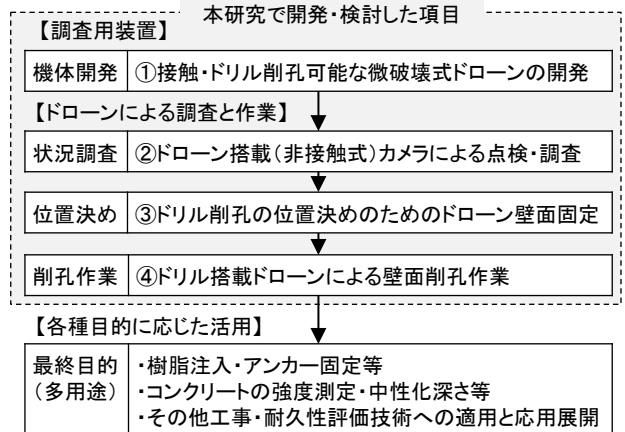 本研究で開発・検討した項目
【調査用装置】
機体開発 ①接触・ドリル削孔可能な微破壊式ドローンの開発
【ドローンによる調査と作業】
状況調査 ②ドローン搭載(非接触式)カメラによる点検・調査
位置決め ③ドリル削孔の位置決めのためのドローン壁面固定
削孔作業 ④ドリル搭載ドローンによる壁面削孔作業
【各種目的に応じた活用】
最終目的 ・樹脂注入・アンカー固定等
(多用途) ・コンクリートの強度測定・中性化深さ等
・その他工事・耐久性評価技術への適用と応用展開